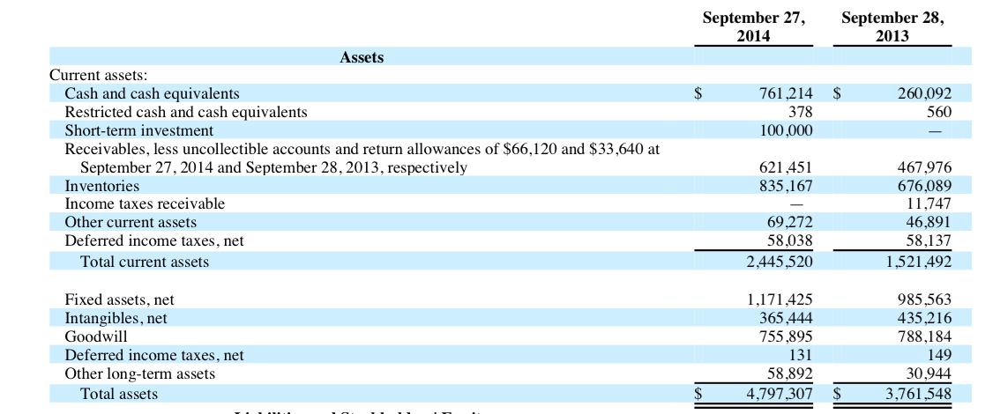 September 27, September 28,
2014 2013
Assets
Current assets:
Cash and cash equivalents $ 761,214 $ 260,092
Restricted cash and cash equivalents 378 560
Short-term investment 100,000 —
Receivables, less uncollectible accounts and return allowances of $66,120 and $33,640 at
September 27, 2014 and September 28, 2013, respectively 621,451 467,976
Inventories 835,167 676,089
Income taxes receivable — 11,747
Other current assets 69,272 46,891
Deferred income taxes, net 58,038 58,137
Total current assets 2,445,520 1,521,492
Fixed assets, net 1,171,425 985,563
Intangibles, net 365,444 435,216
Goodwill 755,895 788,184
Deferred income taxes, net 131 149
Other long-term assets 58,892 30,944
Total assets $ 4,797,307 $ 3,761,548